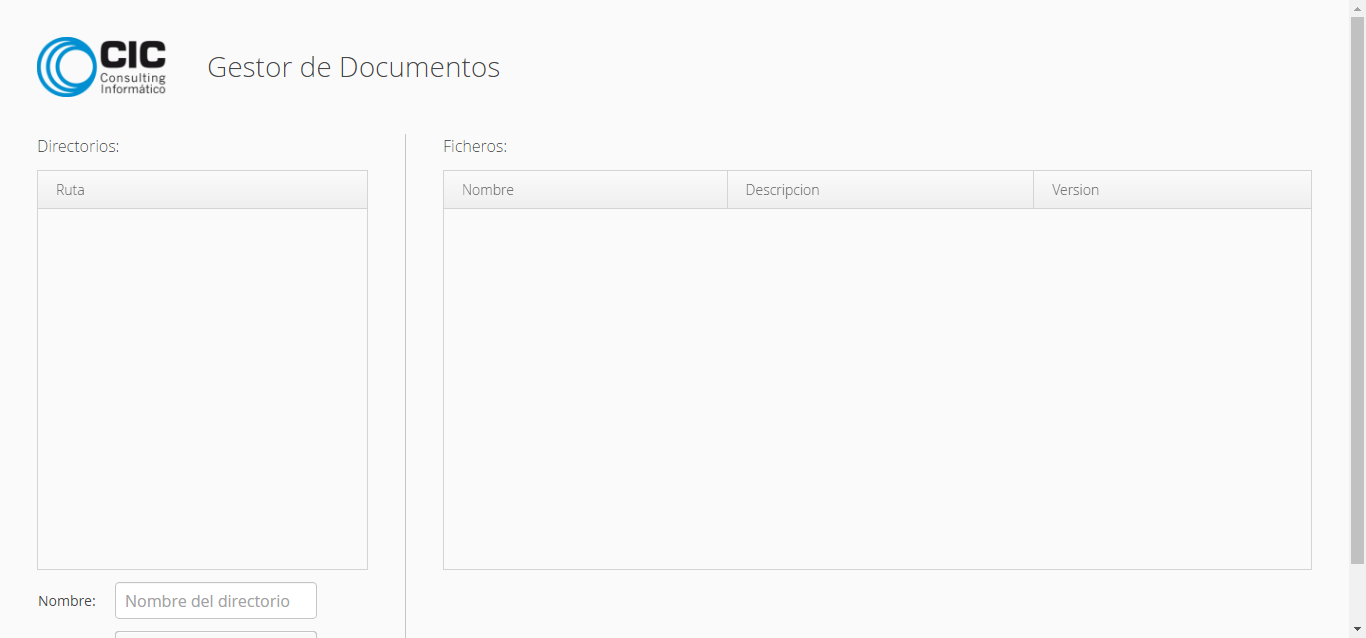 CIC
Consulting
Informático
Gestor de Documentos
Directorios:
Ruta
Ficheros:
Nombre Descripcion Version
Nombre: Nombre del directorio